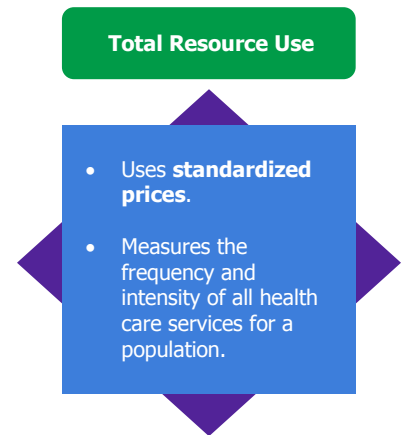 Total Resource Use
• Uses standardized
prices.
• Measures the
frequency and
intensity of all health
care services for a
population.